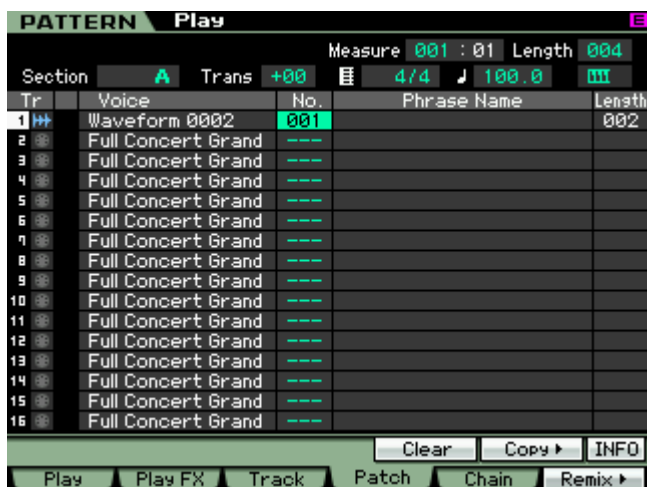 PATTERN Play E
Measure 001 : 01 Length 004
Section A Trans +00 4/4 ♩ 100.0
Tr Voice No. Phrase Name Length
1 Waveform 0002 001 002
2 Full Concert Grand ---
3 Full Concert Grand ---
4 Full Concert Grand ---
5 Full Concert Grand ---
6 Full Concert Grand ---
7 Full Concert Grand ---
8 Full Concert Grand ---
9 Full Concert Grand ---
10 Full Concert Grand ---
11 Full Concert Grand ---
12 Full Concert Grand ---
13 Full Concert Grand ---
14 Full Concert Grand ---
15 Full Concert Grand ---
16 Full Concert Grand ---
Clear Copy INFO
Play Play FX Track Patch Chain Remix